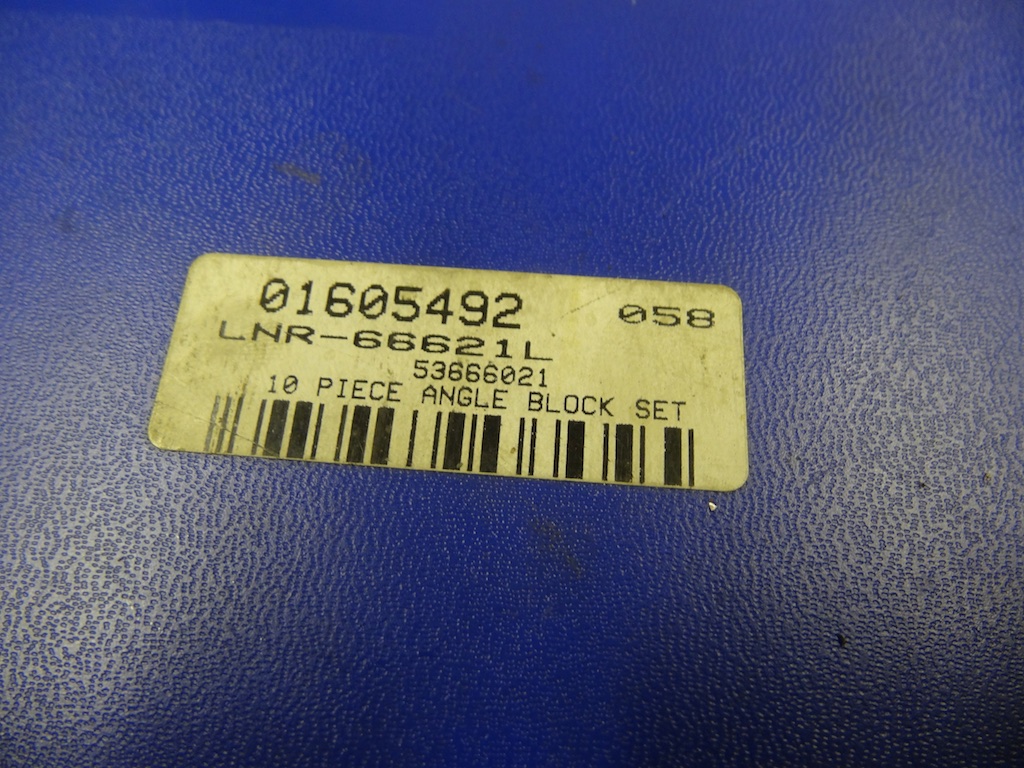 01605492 058
LNR-66621L
53666021
10 PIECE ANGLE BLOCK SET